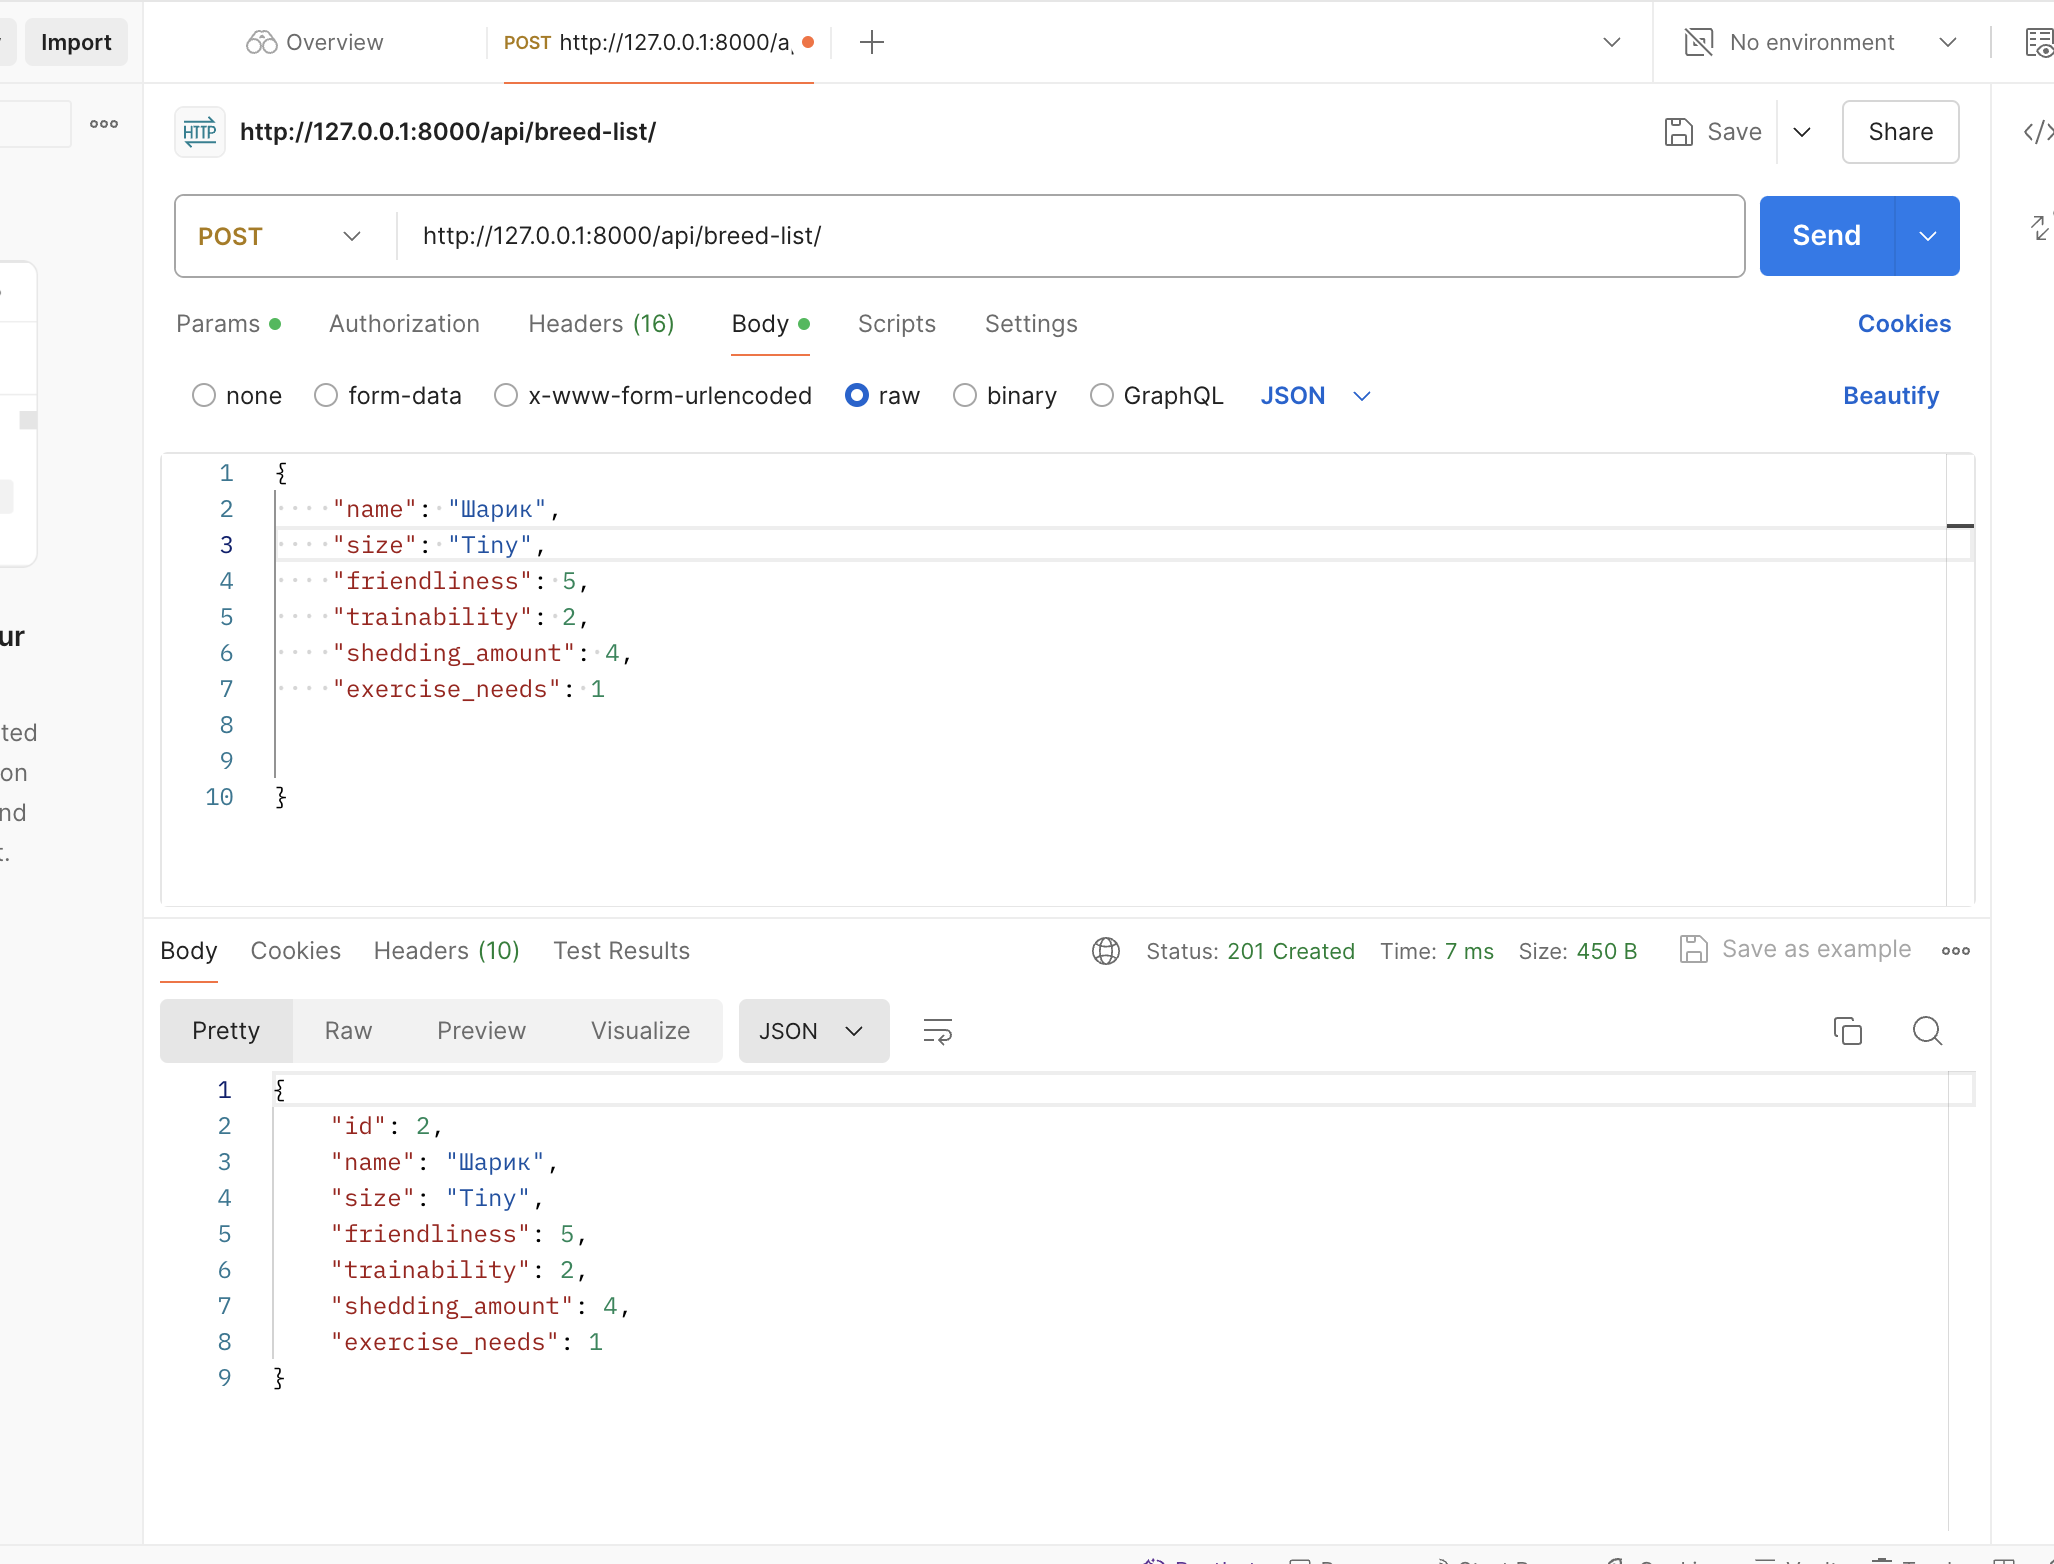 Import
Overview
POST http://127.0.0.1:8000/a
No environment
HTTP
http://127.0.0.1:8000/api/breed-list/
Save
Share
POST
http://127.0.0.1:8000/api/breed-list/
Send
Params
Authorization
Headers (16)
Body
Scripts
Settings
Cookies
none
form-data
x-www-form-urlencoded
raw
binary
GraphQL
JSON
Beautify
1 {
2 "name": "Шарик",
3 "size": "Tiny",
4 "friendliness": 5,
5 "trainability": 2,
6 "shedding_amount": 4,
7 "exercise_needs": 1
8
9
10 }
ur
ted
on
nd
t.
Body
Cookies
Headers (10)
Test Results
Status: 201 Created
Time: 7 ms
Size: 450 B
Save as example
Pretty
Raw
Preview
Visualize
JSON
1 {
2 "id": 2,
3 "name": "Шарик",
4 "size": "Tiny",
5 "friendliness": 5,
6 "trainability": 2,
7 "shedding_amount": 4,
8 "exercise_needs": 1
9 }